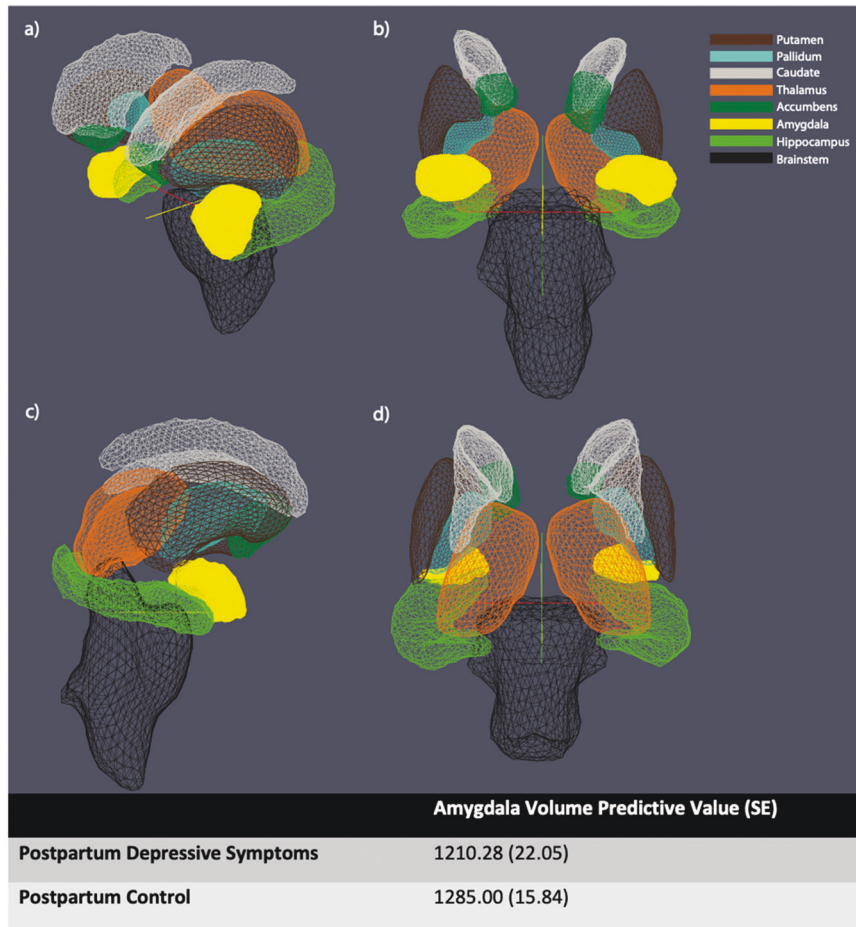 a)
b)
Putamen
Pallidum
Caudate
Thalamus
Accumbens
Amygdala
Hippocampus
Brainstem
c)
d)
Amygdala Volume Predictive Value (SE)
Postpartum Depressive Symptoms 1210.28 (22.05)
Postpartum Control 1285.00 (15.84)